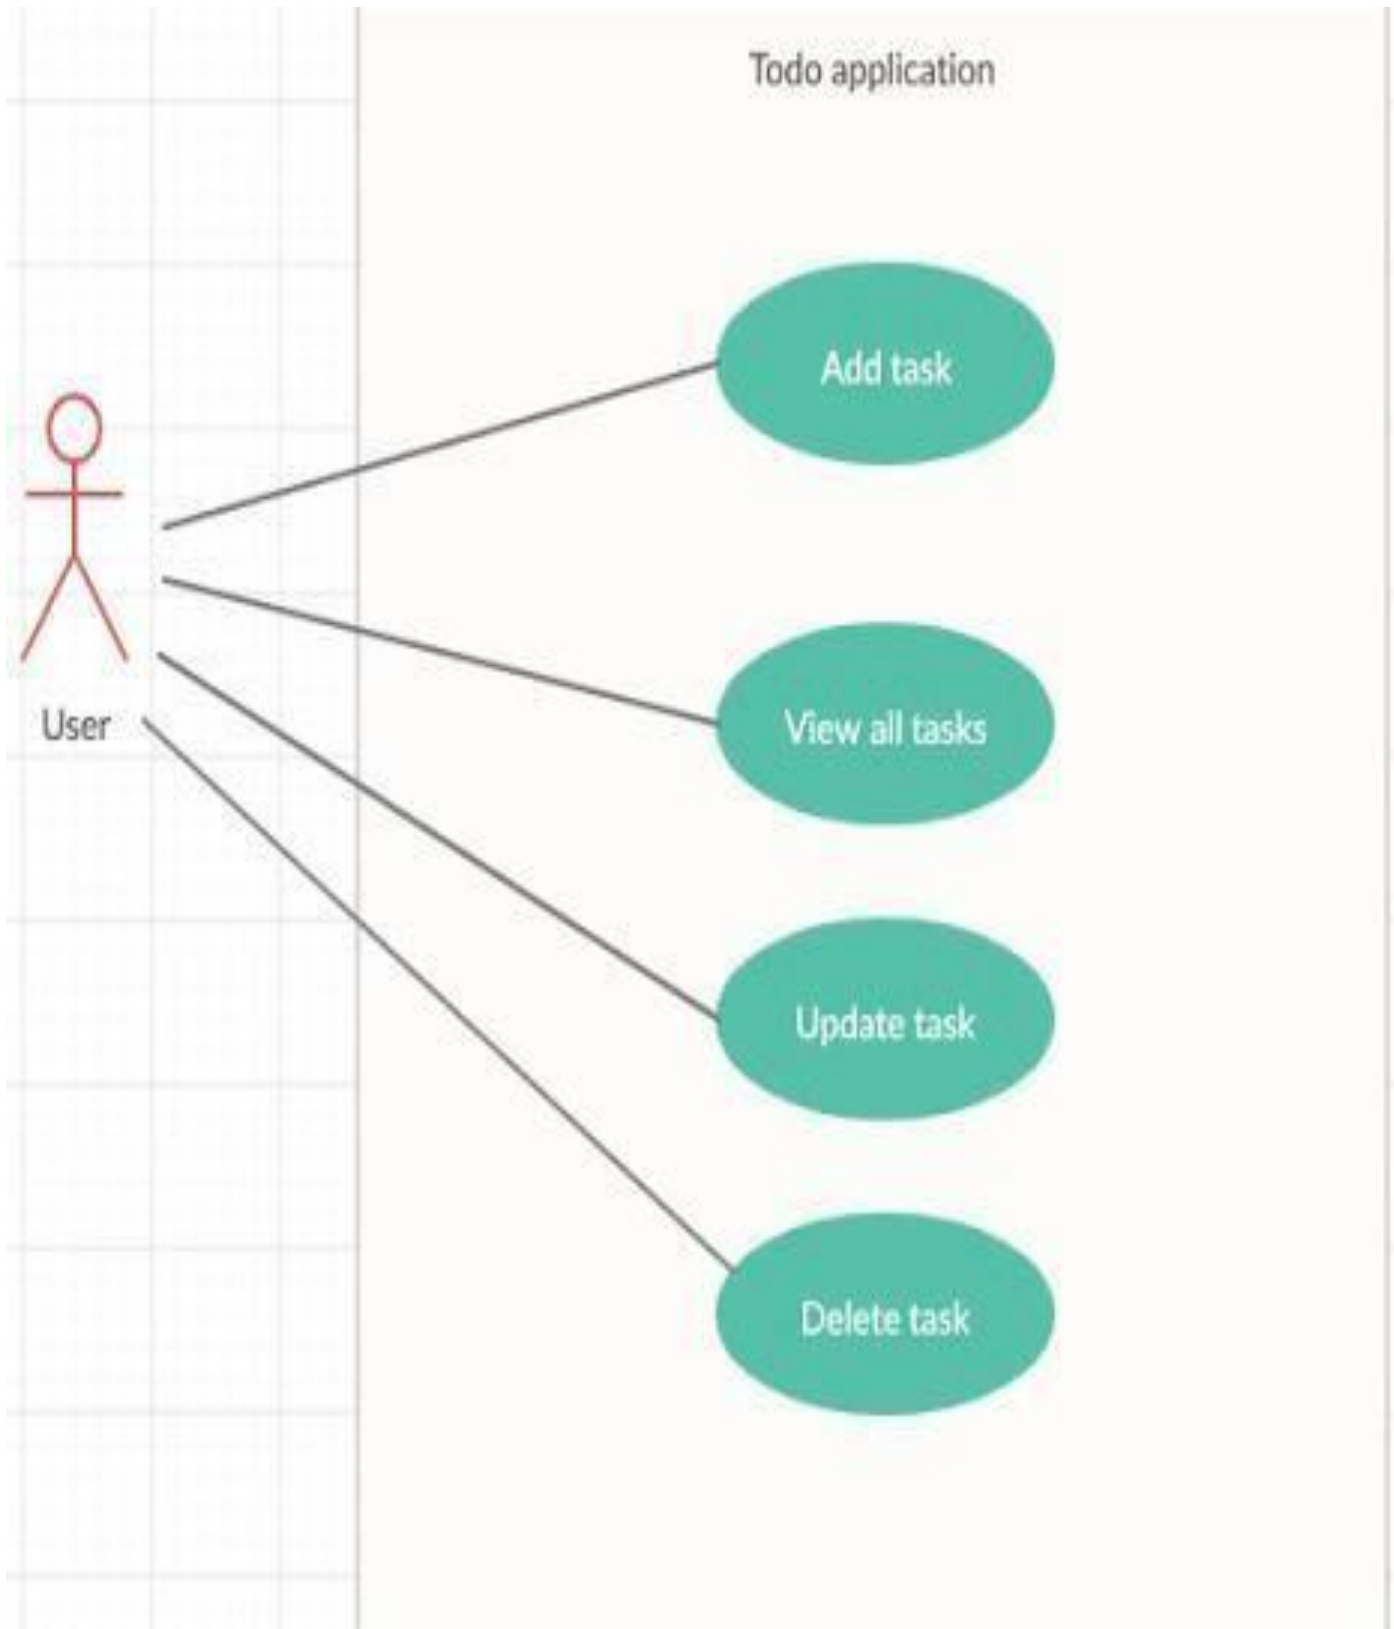 Todo application
Add task
View all tasks
User
Update task
Delete task